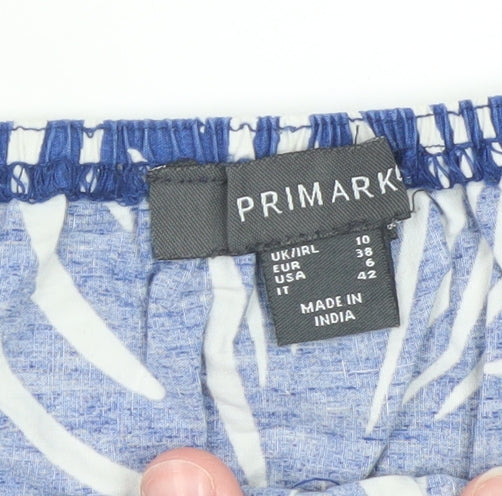 PRIMARK
UK/IRL 10
EUR 38
USA 6
IT 42
MADE IN
INDIA